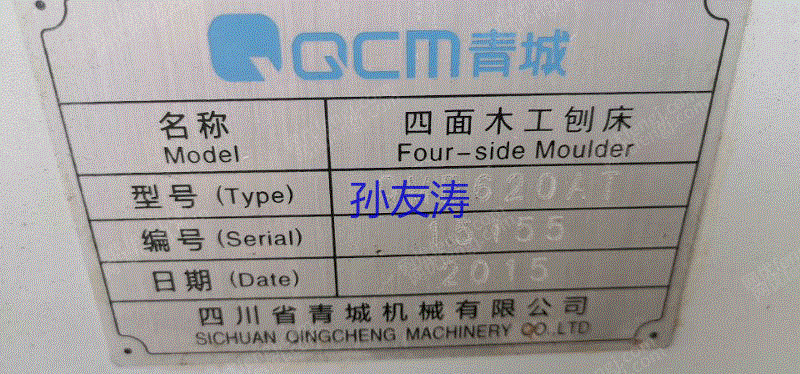 QCM青城
名称 四面木工刨床
Model Four-side Moulder
型号 (Type) 孙友涛 620AT
编号 (Serial) 15155
日期 (Date) 2015
四川省青城机械有限公司
SICHUAN QINGCHENG MACHINERY CO.,LTD